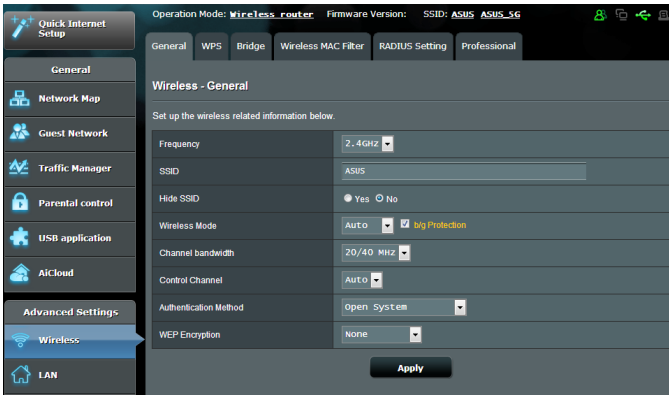 Quick Internet
Setup
Operation Mode: Wireless router Firmware Version: SSID: ASUS ASUS_5G
General WPS Bridge Wireless MAC Filter RADIUS Setting Professional
General
Network Map
Guest Network
Traffic Manager
Parental control
USB application
AiCloud
Advanced Settings
Wireless
LAN
Wireless - General
Set up the wireless related information below.
Frequency 2.4GHz
SSID ASUS
Hide SSID Yes No
Wireless Mode Auto b/g Protection
Channel bandwidth 20/40 MHz
Control Channel Auto
Authentication Method Open System
WEP Encryption None
Apply